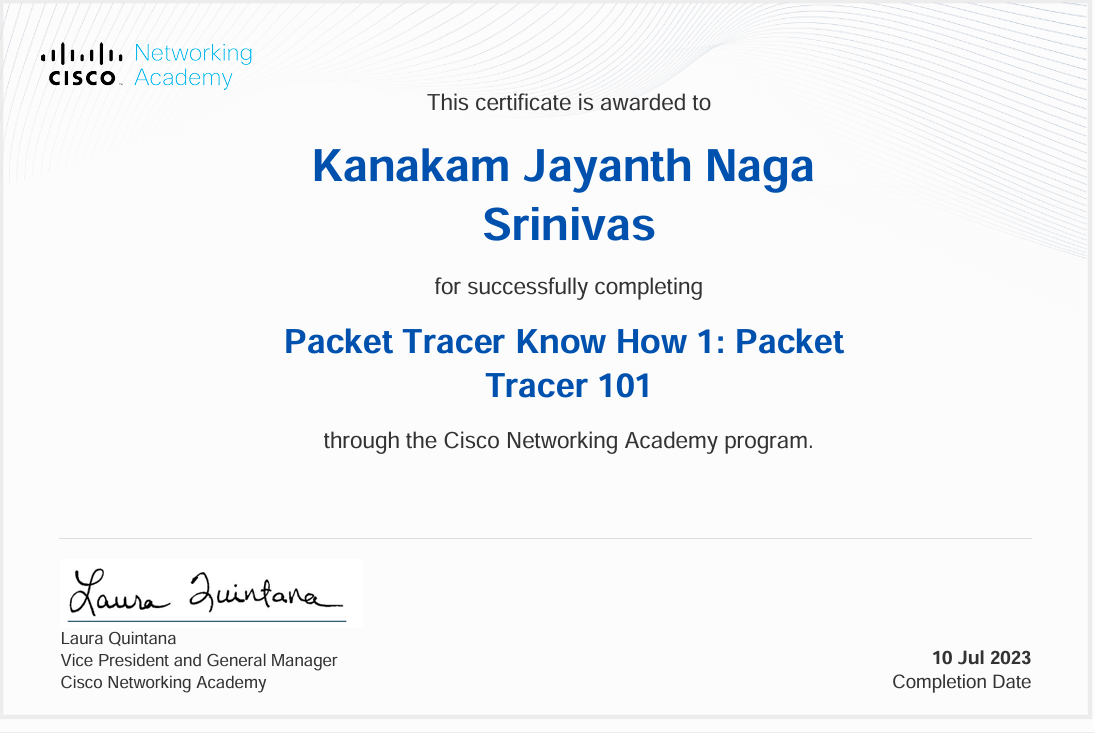 Networking
CISCO Academy
This certificate is awarded to
Kanakam Jayanth Naga
Srinivas
for successfully completing
Packet Tracer Know How 1: Packet
Tracer 101
through the Cisco Networking Academy program.
Laura Quintana
Laura Quintana
Vice President and General Manager
Cisco Networking Academy
10 Jul 2023
Completion Date